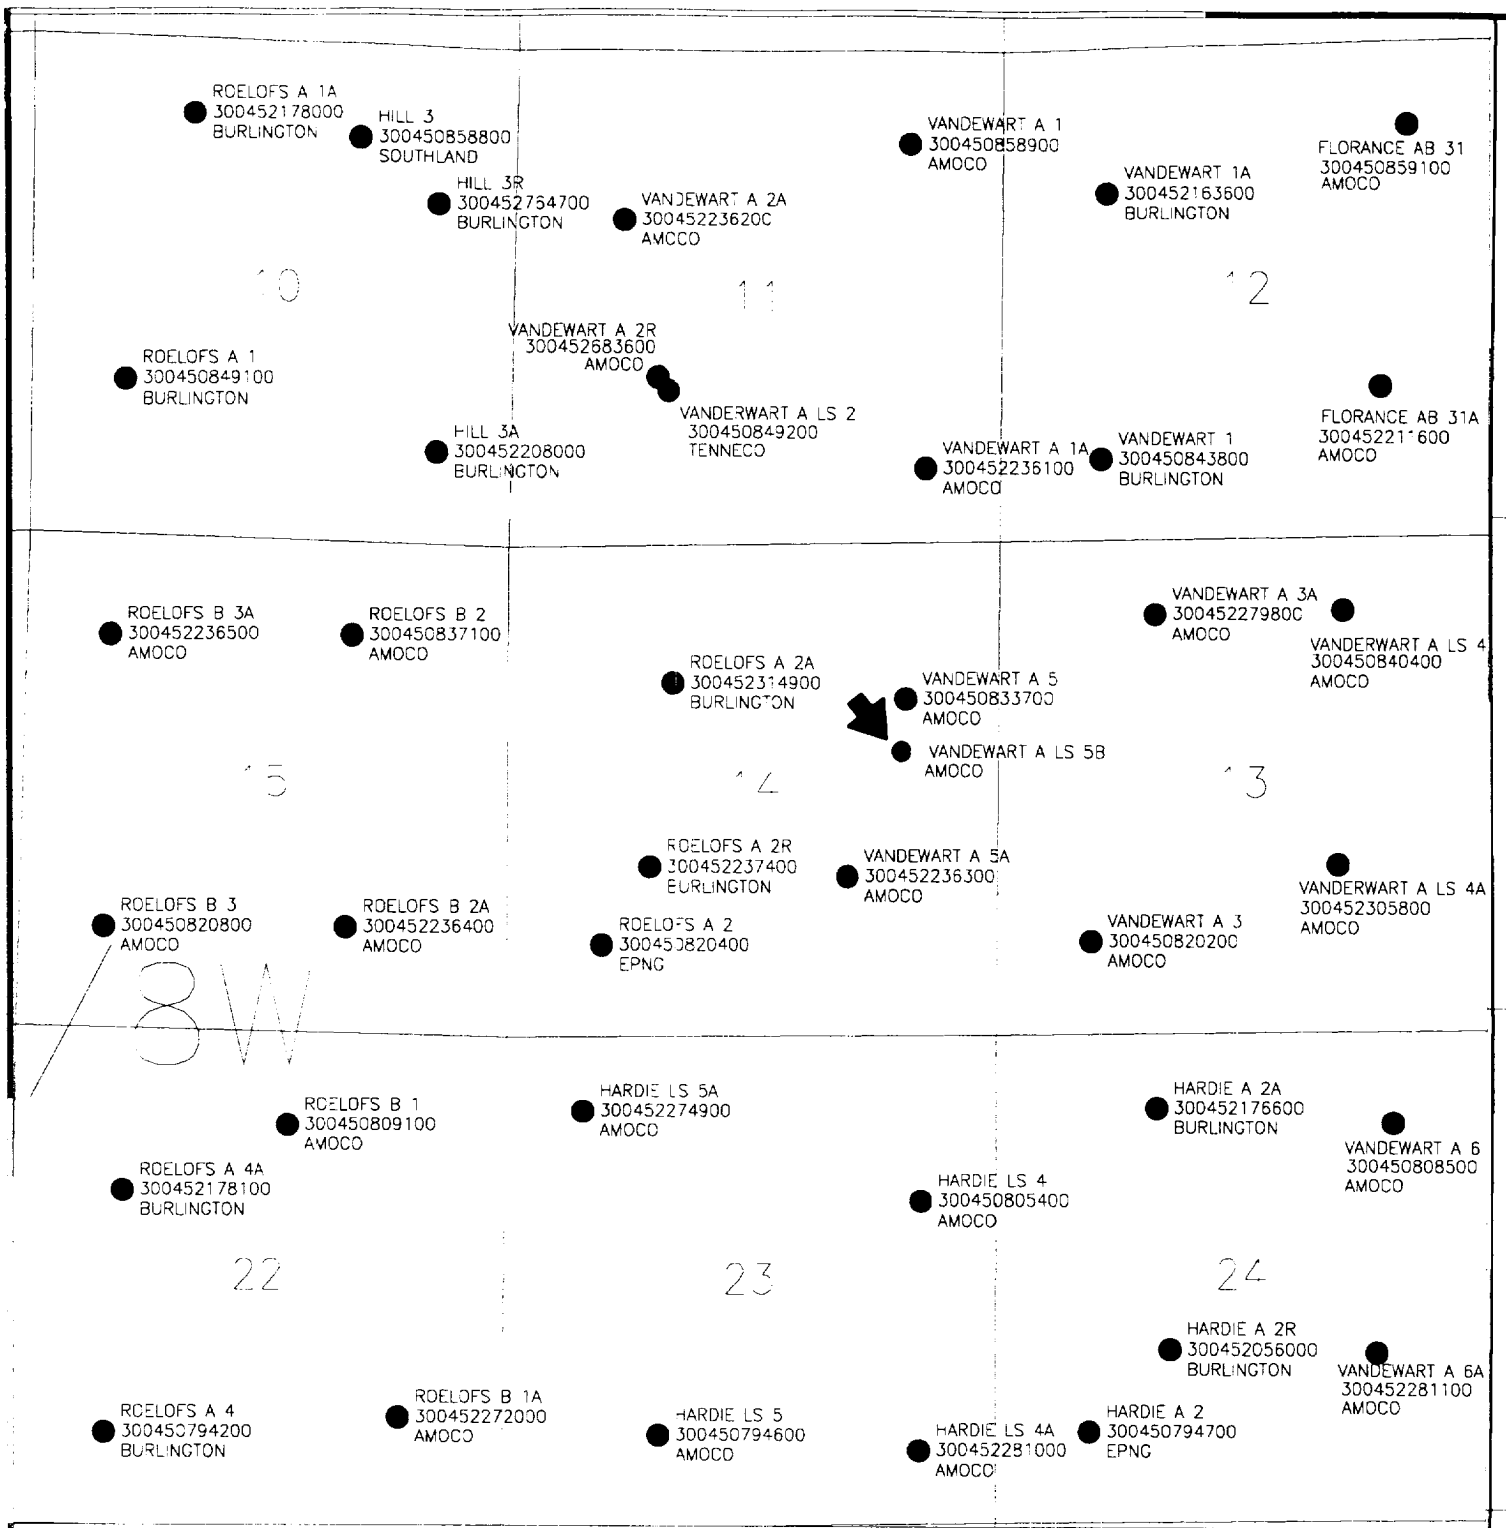 ROELOFS A 1A
300452178000
BURLINGTON
HILL 3
300450858800
SOUTHLAND
HILL 3R
300452764700
BURLINGTON
VANDEWART A 2A
300452236200
AMOCO
VANDEWART A 1
300450858900
AMOCO
VANDEWART 1A
300452163600
BURLINGTON
FLORANCE AB 31
300450859100
AMOCO
10
11
12
ROELOFS A 1
300450849100
BURLINGTON
HILL 3A
300452208000
BURLINGTON
VANDEWART A 2R
300452683600
AMOCO
VANDERWART A LS 2
300450849200
TENNECO
VANDEWART A 1A
300452236100
AMOCO
VANDEWART 1
300450843800
BURLINGTON
FLORANCE AB 31A
300452211600
AMOCO
ROELOFS B 3A
300452236500
AMOCO
ROELOFS B 2
300450837100
AMOCO
ROELOFS A 2A
300452314900
BURLINGTON
VANDEWART A 5
300450833700
AMOCO
VANDEWART A LS 5B
AMOCO
VANDEWART A 3A
300452279800
AMOCO
VANDERWART A LS 4
300450840400
AMOCO
15
14
13
ROELOFS B 3
300450820800
AMOCO
ROELOFS B 2A
300452236400
AMOCO
ROELOFS A 2R
300452237400
BURLINGTON
ROELOFS A 2
300450820400
EPNG
VANDEWART A 5A
300452236300
AMOCO
VANDEWART A 3
300450820200
AMOCO
VANDERWART A LS 4A
300452305800
AMOCO
8W
ROELOFS B 1
300450809100
AMOCO
ROELOFS A 4A
300452178100
BURLINGTON
HARDIE LS 5A
300452274900
AMOCO
HARDIE LS 4
300450805400
AMOCO
HARDIE A 2A
300452176600
BURLINGTON
VANDEWART A 6
300450808500
AMOCO
22
23
24
ROELOFS A 4
300450794200
BURLINGTON
ROELOFS B 1A
300452272000
AMOCO
HARDIE LS 5
300450794600
AMOCO
HARDIE LS 4A
300452281000
AMOCO
HARDIE A 2R
300452056000
BURLINGTON
HARDIE A 2
300450794700
EPNG
VANDEWART A 6A
300452281100
AMOCO